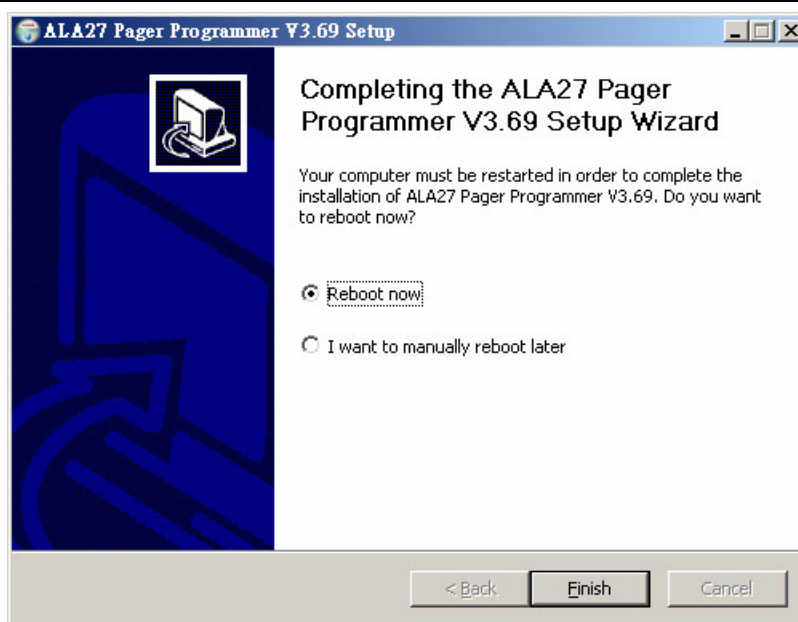 ALA27 Pager Programmer V3.69 Setup
Completing the ALA27 Pager
Programmer V3.69 Setup Wizard
Your computer must be restarted in order to complete the
installation of ALA27 Pager Programmer V3.69. Do you want
to reboot now?
Reboot now
I want to manually reboot later
< Back
Finish
Cancel